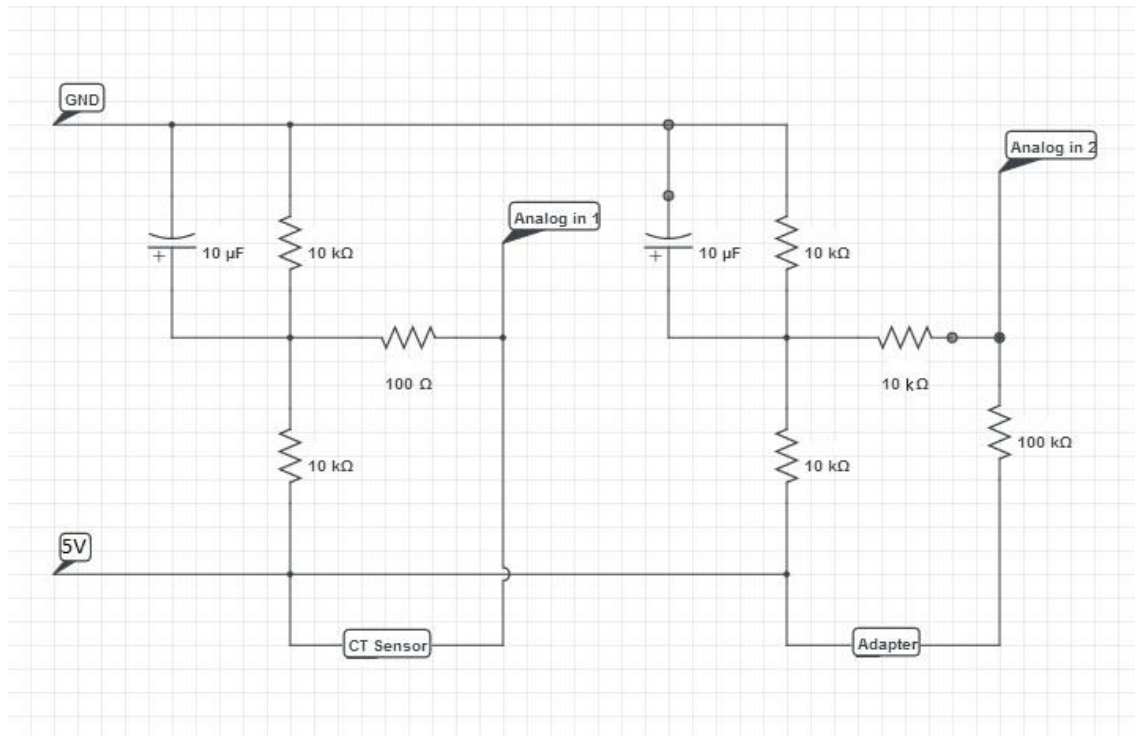 GND
Analog in 2
Analog in 1
+
10 µF
10 kΩ
+
10 µF
10 kΩ
100 Ω
10 kΩ
10 kΩ
10 kΩ
100 kΩ
5V
CT Sensor
Adapter